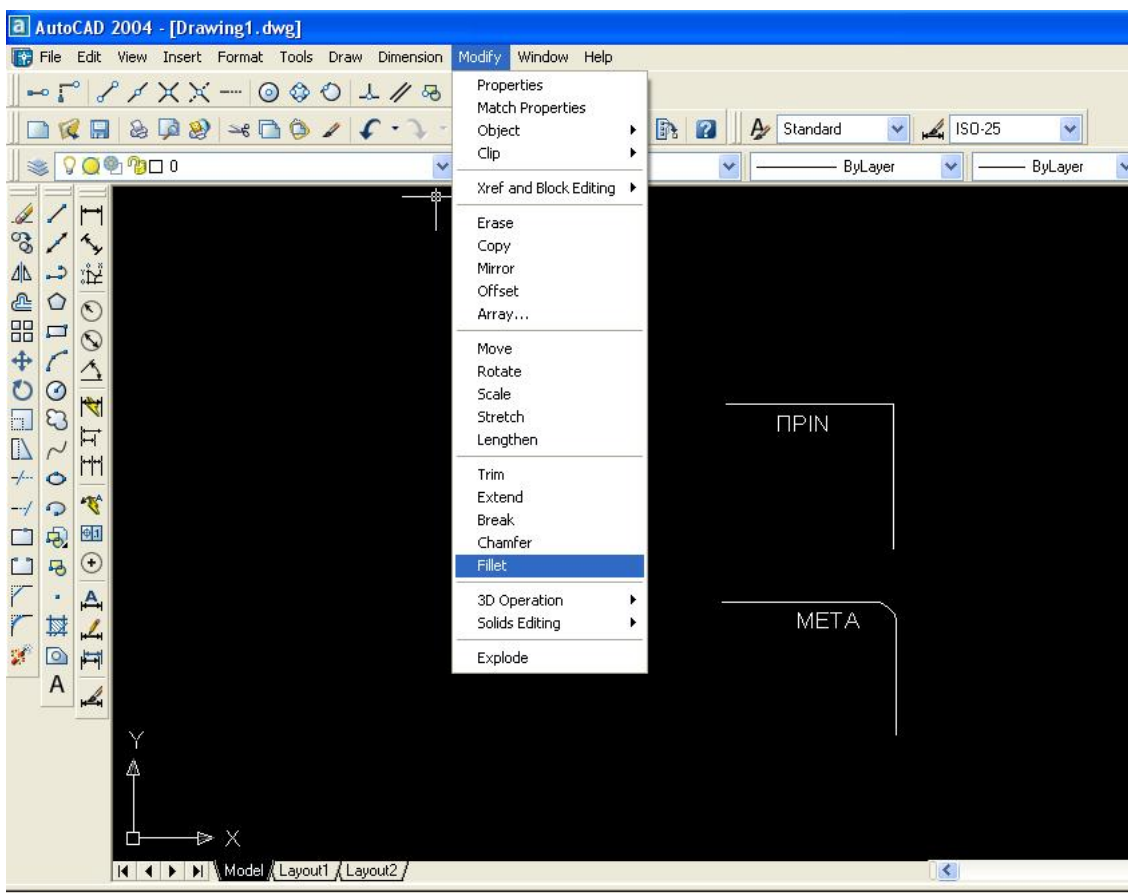 AutoCAD 2004 - [Drawing1.dwg]
File Edit View Insert Format Tools Draw Dimension Modify Window Help
Properties
Match Properties
Object
Clip
Xref and Block Editing
Erase
Copy
Mirror
Offset
Array...
Move
Rotate
Scale
Stretch
Lengthen
Trim
Extend
Break
Chamfer
Fillet
3D Operation
Solids Editing
Explode
Standard
ISO-25
0
ByLayer
ByLayer
ΠΡΙΝ
ΜΕΤΑ
A
Y
X
Model Layout1 Layout2